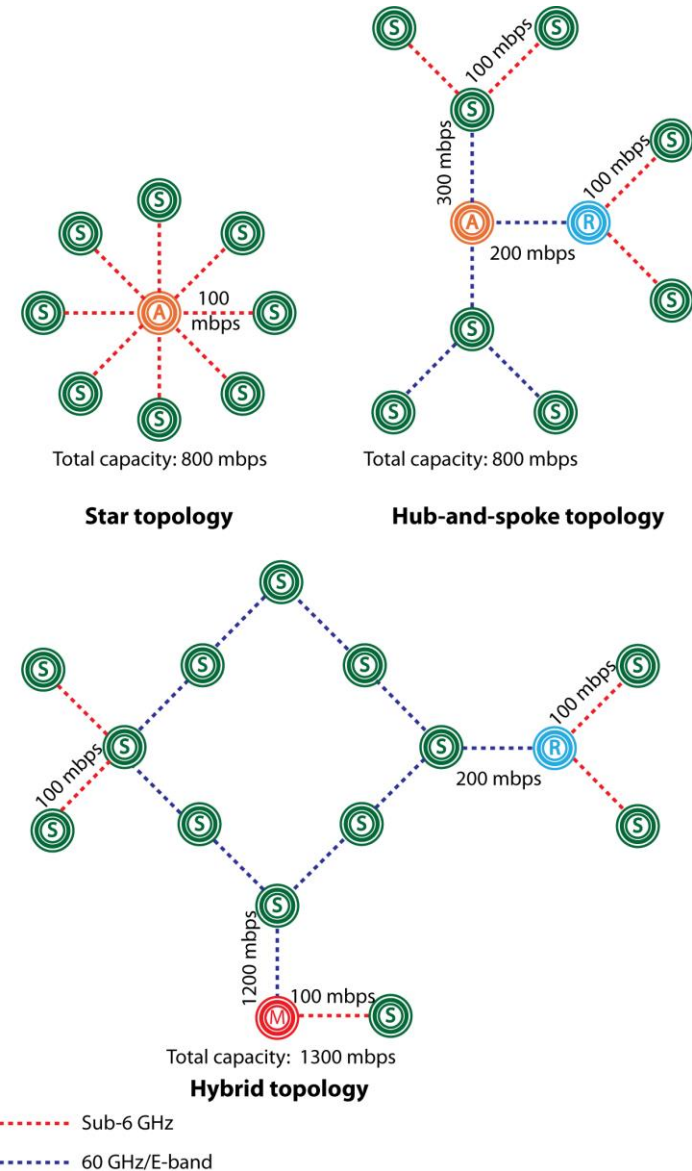 S
S
S
S
S
A
100
mbps
S
S
S
S
Total capacity: 800 mbps
Star topology
S
S
100 mbps
S
300 mbps
A
200 mbps
R
100 mbps
S
S
S
S
S
Total capacity: 800 mbps
Hub-and-spoke topology
S
S
S
S
S
100 mbps
S
S
S
200 mbps
R
100 mbps
S
S
S
S
S
1200 mbps
M
100 mbps
S
Total capacity: 1300 mbps
Hybrid topology
Sub-6 GHz
60 GHz/E-band